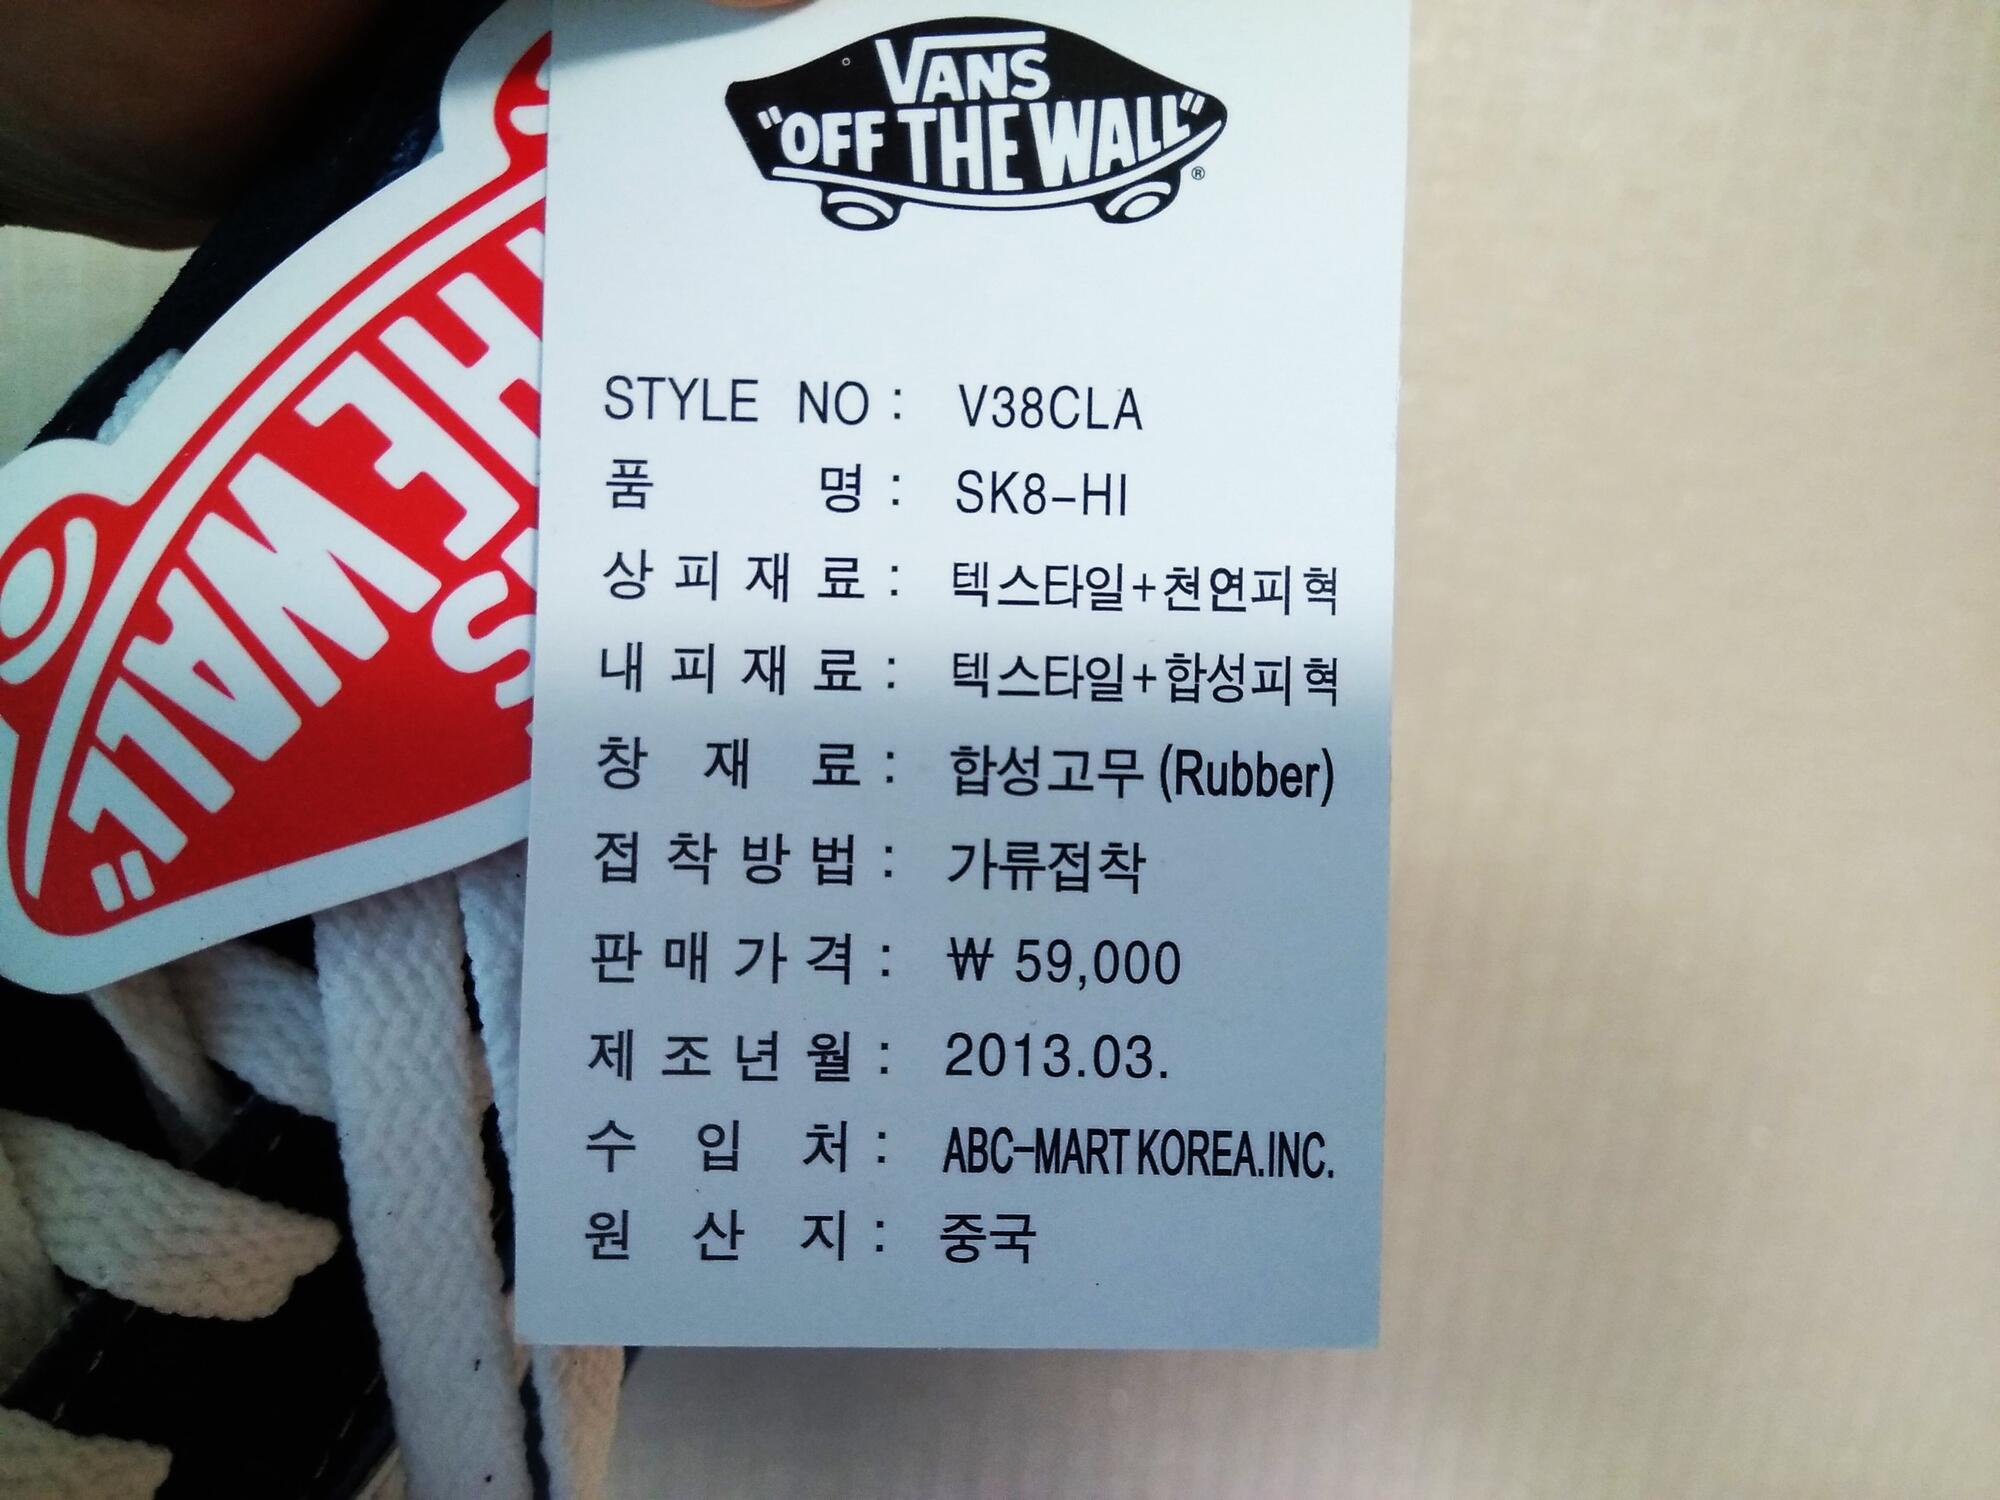 VANS
"OFF THE WALL"
®
STYLE NO : V38CLA
품 명 : SK8-HI
상 피 재 료 : 텍스타일+천연피혁
내 피 재 료 : 텍스타일+합성피혁
창 재 료 : 합성고무 (Rubber)
접 착 방 법 : 가류접착
판 매 가 격 : ₩ 59,000
제 조 년 월 : 2013.03.
수 입 처 : ABC-MART KOREA.INC.
원 산 지 : 중국
THE WALL"